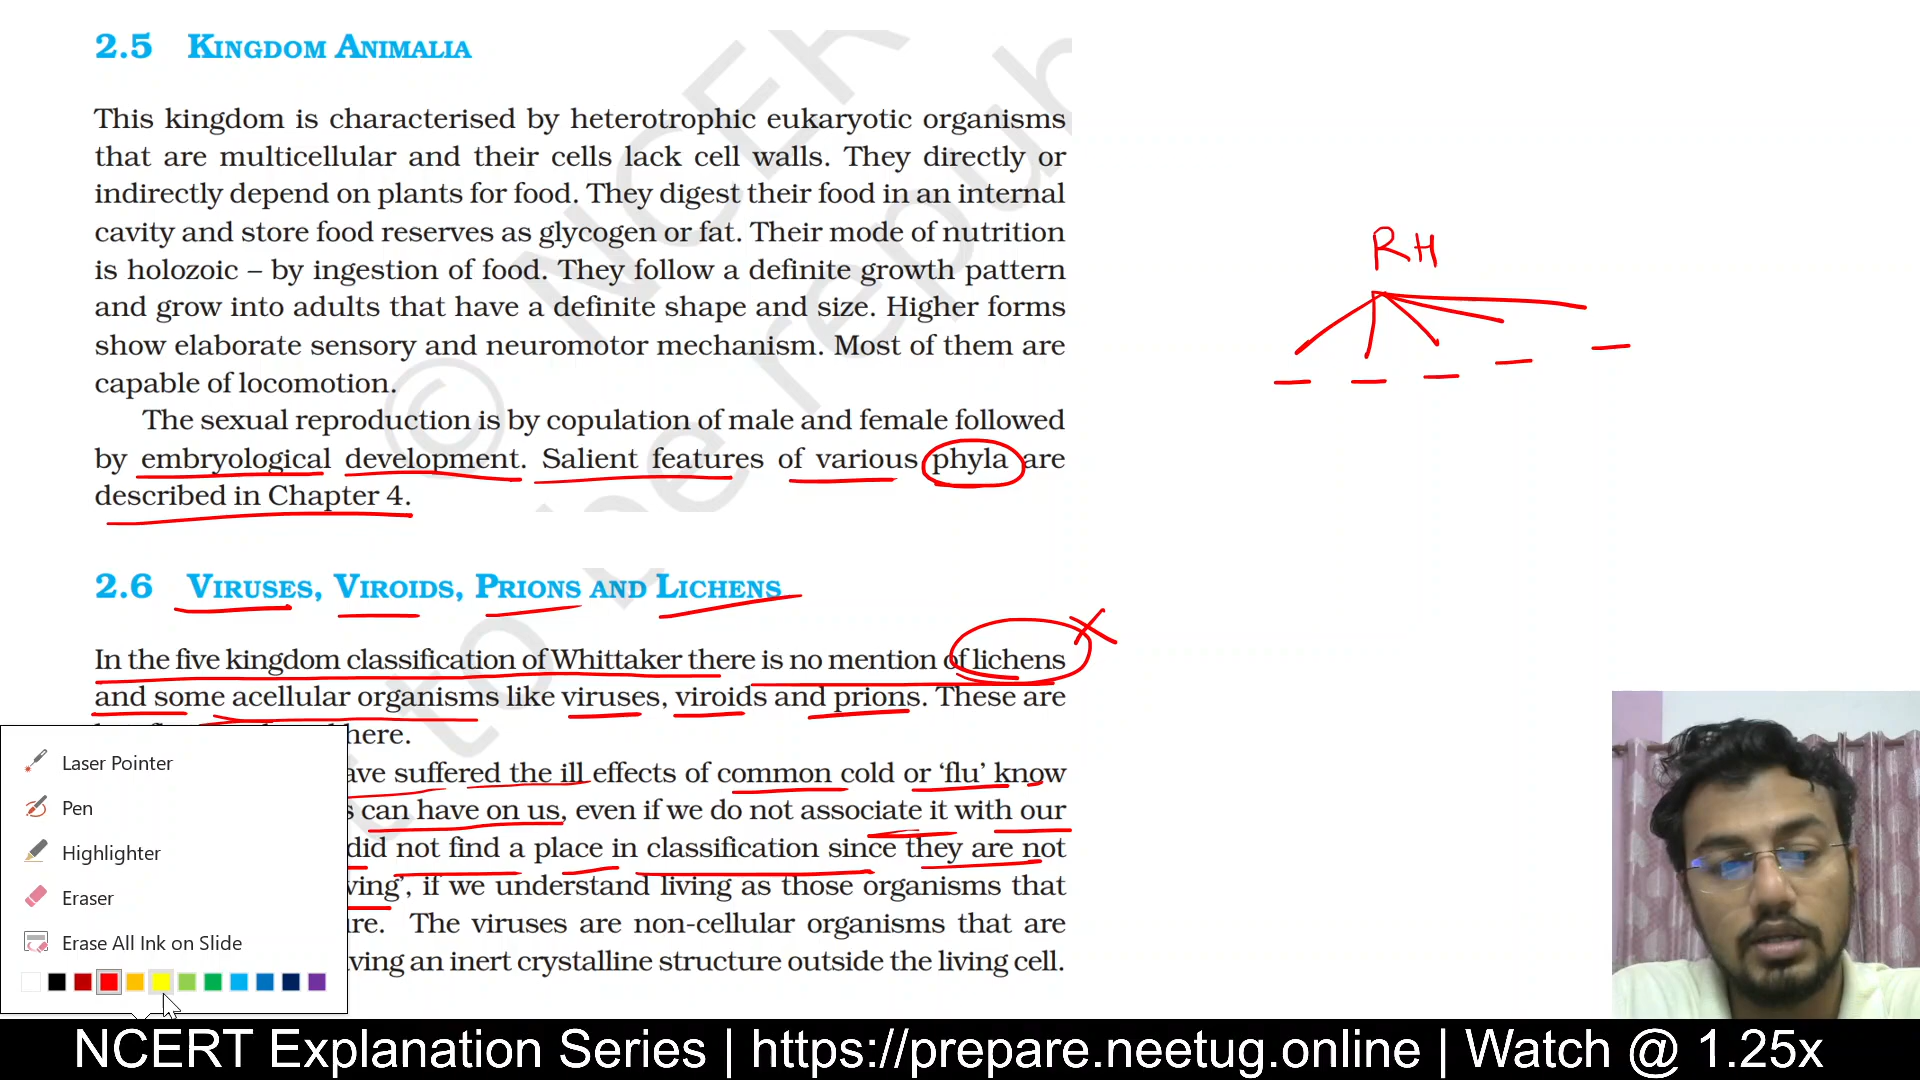 2.5 KINGDOM ANIMALIA
This kingdom is characterised by heterotrophic eukaryotic organisms
that are multicellular and their cells lack cell walls. They directly or
indirectly depend on plants for food. They digest their food in an internal
cavity and store food reserves as glycogen or fat. Their mode of nutrition
is holozoic – by ingestion of food. They follow a definite growth pattern
and grow into adults that have a definite shape and size. Higher forms
show elaborate sensory and neuromotor mechanism. Most of them are
capable of locomotion.
The sexual reproduction is by copulation of male and female followed
by embryological development. Salient features of various phyla are
described in Chapter 4.
RH
2.6 VIRUSES, VIROIDS, PRIONS AND LICHENS
In the five kingdom classification of Whittaker there is no mention of lichens
and some acellular organisms like viruses, viroids and prions. These are
here.
ave suffered the ill effects of common cold or ‘flu’ know
s can have on us, even if we do not associate it with our
did not find a place in classification since they are not
ving’, if we understand living as those organisms that
re. The viruses are non-cellular organisms that are
ving an inert crystalline structure outside the living cell.
Laser Pointer
Pen
Highlighter
Eraser
Erase All Ink on Slide
© NCERT
to be republ
NCERT Explanation Series | https://prepare.neetug.online | Watch @ 1.25x